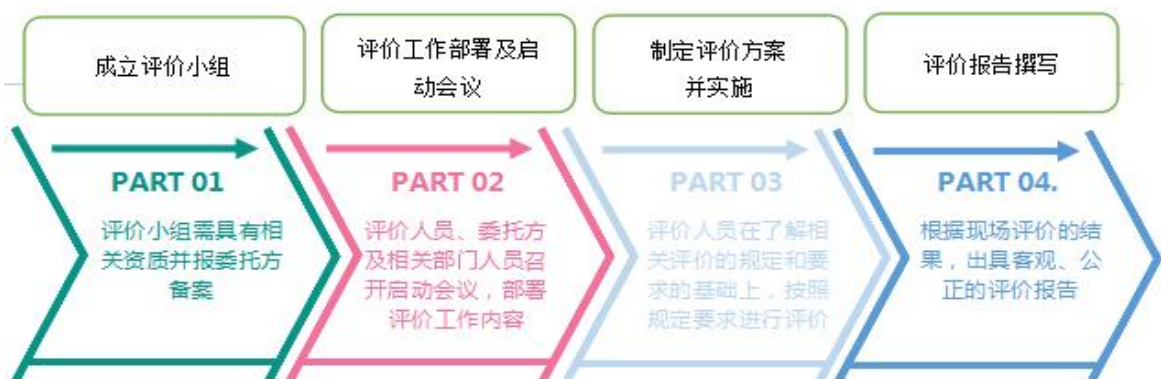 成立评价小组
评价工作部署及启
动会议
制定评价方案
并实施
评价报告撰写
PART 01
评价小组需具有相
关资质并报委托方
备案
PART 02
评价人员、委托方
及相关部门人员召
开启动会议，部署
评价工作内容
PART 03
评价人员在了解相
关评价的规定和要
求的基础上，按照
规定要求进行评价
PART 04.
根据现场评价的结
果，出具客观、公
正的评价报告